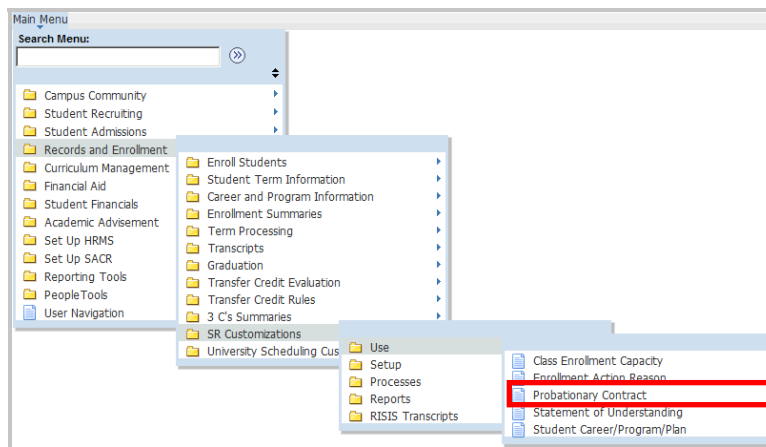 Main Menu
Search Menu:
Campus Community
Student Recruiting
Student Admissions
Records and Enrollment
Curriculum Management
Financial Aid
Student Financials
Academic Advisement
Set Up HRMS
Set Up SACR
Reporting Tools
PeopleTools
User Navigation
Enroll Students
Student Term Information
Career and Program Information
Enrollment Summaries
Term Processing
Transcripts
Graduation
Transfer Credit Evaluation
Transfer Credit Rules
3 C's Summaries
SR Customizations
University Scheduling Cus
Use
Setup
Processes
Reports
RISIS Transcripts
Class Enrollment Capacity
Enrollment Action Reason
Probationary Contract
Statement of Understanding
Student Career/Program/Plan